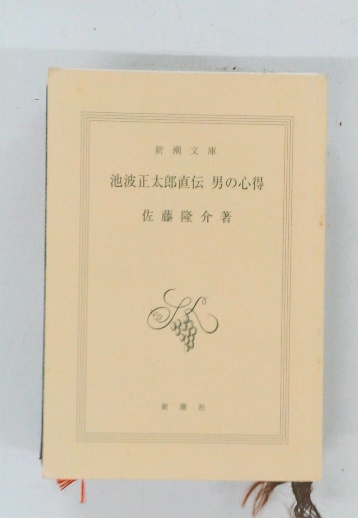 新潮文庫
池波正太郎直伝 男の心得
佐藤隆介著
新潮社